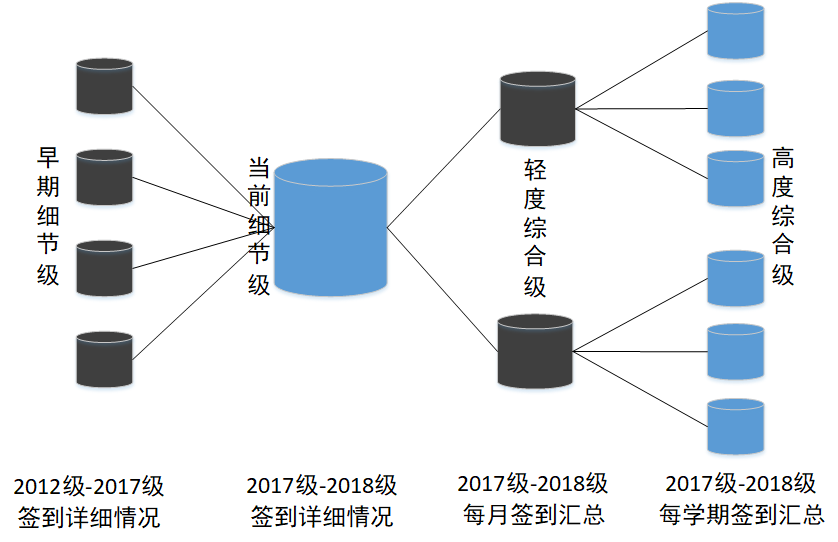 早期细节级
当前细节级
轻度综合级
高度综合级
2012级-2017级
签到详细情况
2017级-2018级
签到详细情况
2017级-2018级
每月签到汇总
2017级-2018级
每学期签到汇总